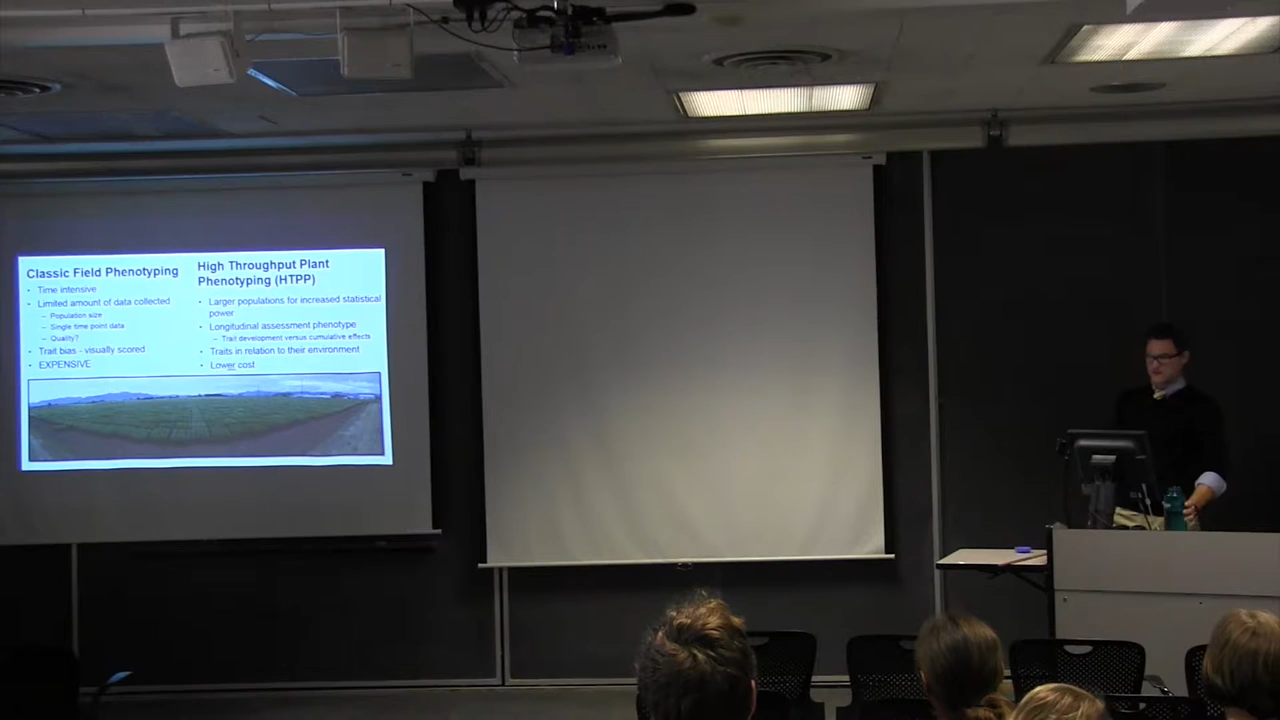 Classic Field Phenotyping
• Time intensive
• Limited amount of data collected
– Population size
– Single time point data
– Quality?
• Trait bias - visually scored
• EXPENSIVE
High Throughput Plant
Phenotyping (HTPP)
• Larger populations for increased statistical
power
• Longitudinal assessment phenotype
– Trait development versus cumulative effects
• Traits in relation to their environment
• Lower cost